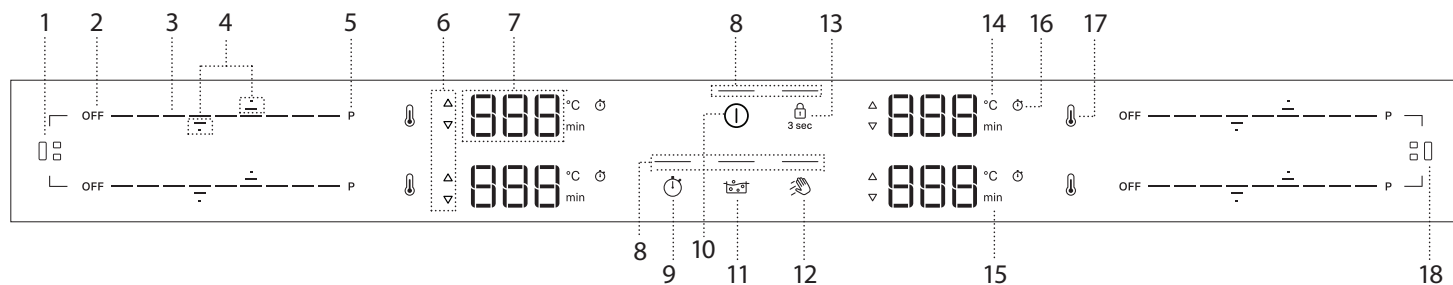 1 2 3 4 5 6 7 8 13 14 16 17
OFF P 888 °C 888 °C OFF P
min 3 sec min
OFF P 888 °C 888 °C OFF P
min min
8 9 10 11 12 15 18